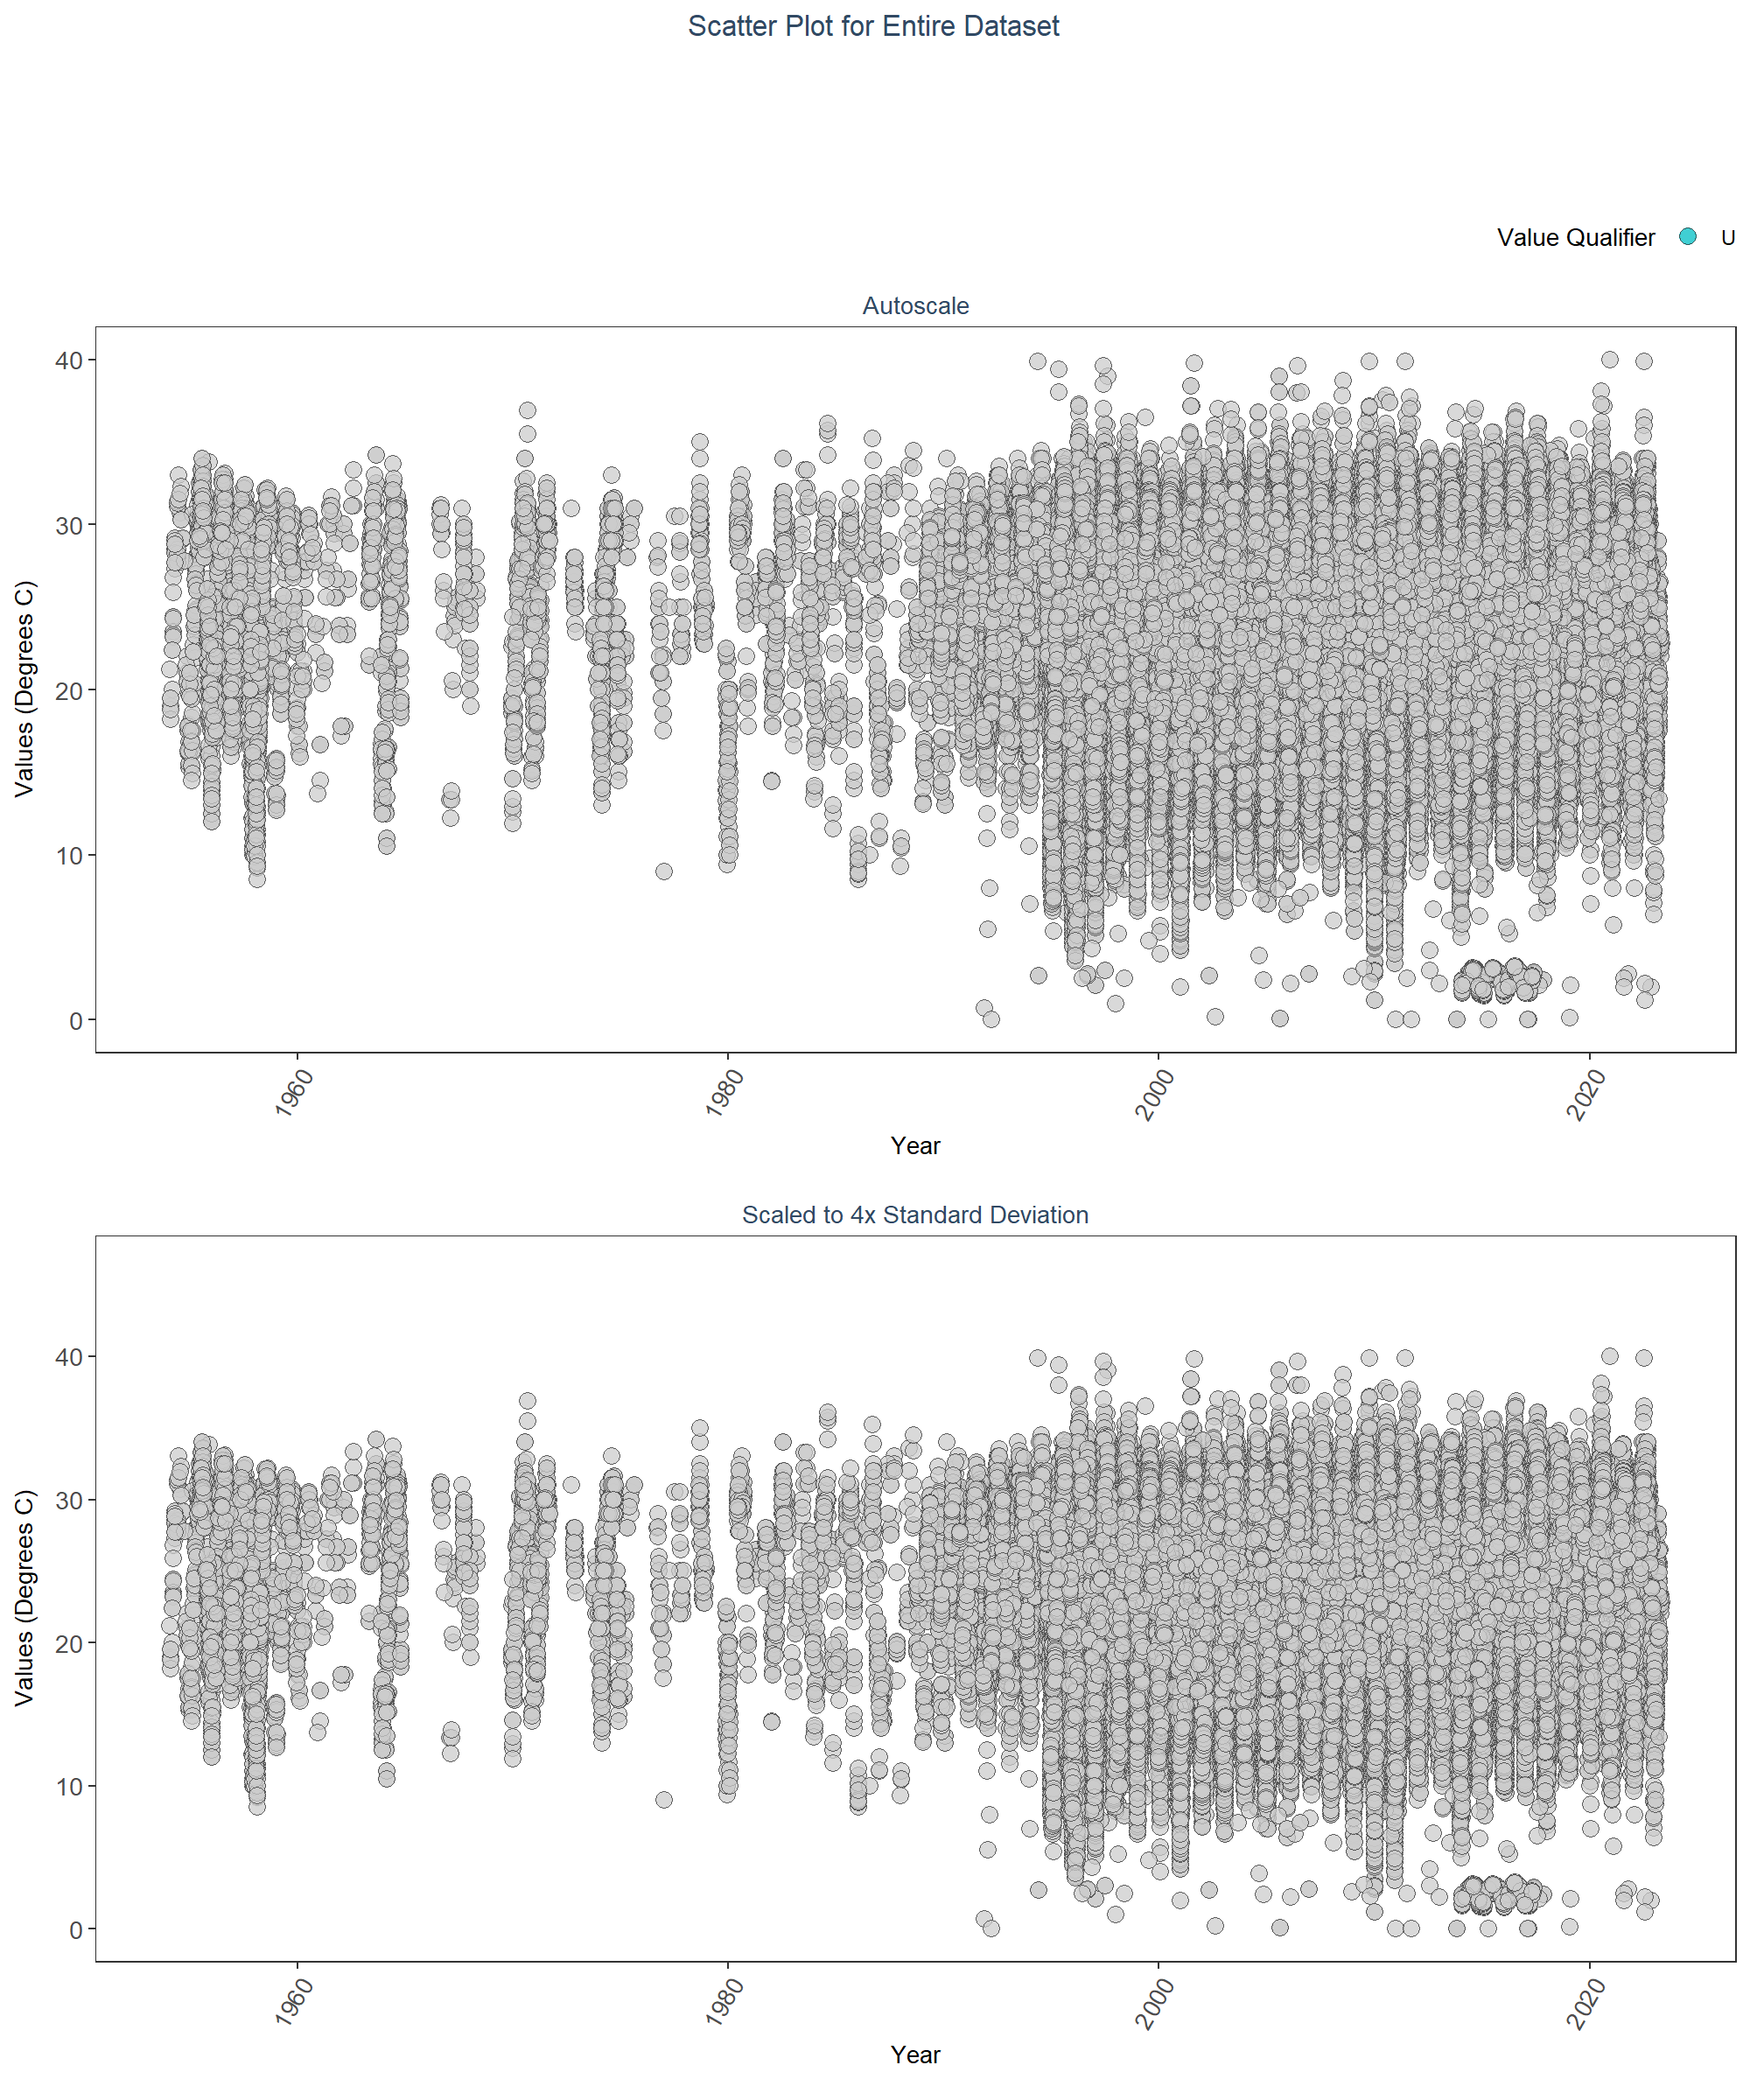 Scatter Plot for Entire Dataset
Value Qualifier U
Autoscale
40
30
20
10
0
Values (Degrees C)
1960 1980 2000 2020
Year
Scaled to 4x Standard Deviation
40
30
20
10
0
Values (Degrees C)
1960 1980 2000 2020
Year